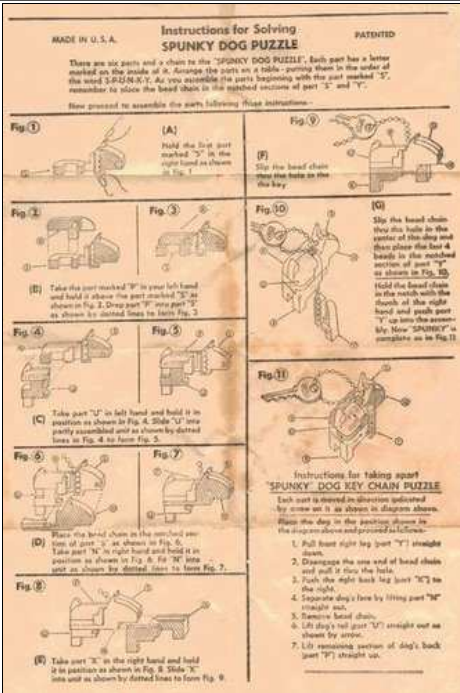 MADE IN U.S.A.
Instructions for Solving
SPUNKY DOG PUZZLE
PATENTED
There are six parts and a chain to the "SPUNKY DOG PUZZLE". Each part has a letter
marked on the inside of it. Arrange the parts on a table - putting them in the order of
the word S-P-U-N-K-Y. As you assemble the parts beginning with the part marked "S",
remember to place the bead chain in the notched sections of part "S" and "Y".
Now proceed to assemble the parts following these instructions-
Fig. 1
(A)
Hold the first part
marked "S" in the
right hand as shown
in Fig. 1
Fig. 2
Fig. 3
(B) Take the part marked "P" in your left hand
and hold it above the part marked "S" as
shown in Fig. 2. Drop part "P" into part "S"
as shown by dotted lines to form Fig. 3
Fig. 4
Fig. 5
(C) Take part "U" in left hand and hold it in
position as shown in Fig. 4. Slide "U" into
partly assembled unit as shown by dotted
lines in Fig. 4 to form fig. 5.
Fig. 6
Fig. 7
(D) Place the bead chain in the notched sec-
tion of part "S" as shown in Fig. 6.
Take part "N" in right hand and hold it in
position as shown in Fig. 6. Fit "N" into
unit as shown by dotted lines to form Fig. 7.
Fig. 8
(E) Take part "K" in the right hand and hold
it in position as shown in Fig. 8. Slide "K"
into unit as shown by dotted lines to form Fig. 9.
Fig. 9
(F)
Slip the bead chain
thru the hole in the
the key
Fig. 10
(G)
Slip the bead chain
thru the hole in the
center of the dog and
then place the last 4
beads in the notched
section of part "Y"
as shown in Fig. 10.
Hold the bead chain
in the notch with the
thumb of the right
hand and push part
"Y" up into the assem-
bly. Now "SPUNKY" is
complete as in Fig. 11
Fig. 11
Instructions for taking apart
"SPUNKY" DOG KEY CHAIN PUZZLE
Each part is moved in direction indicated
by arrow on it as shown in diagram above.
Place the dog in the position shown in
the diagram above and proceed as follows-
1. Pull front right leg (part "Y") straight
down.
2. Disengage the one end of bead chain
and pull it thru the hole.
3. Push the right back leg (part "K") to
the right.
4. Separate dog's face by lifting part "N"
straight out.
5. Remove bead chain.
6. Lift dog's tail (part "U") straight out as
shown by arrow.
7. Lift remaining section of dog's back
(part "P") straight up.